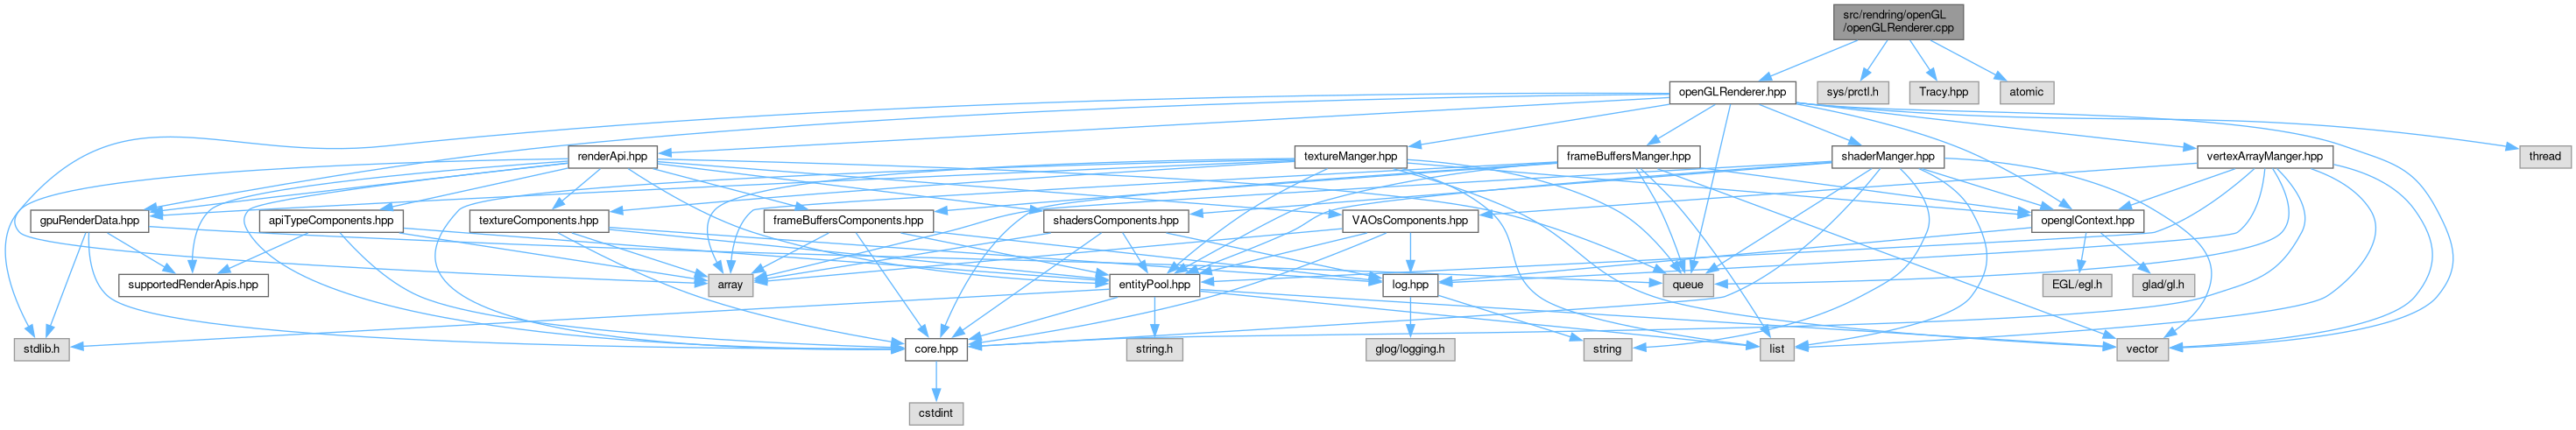 src/rendring/openGL
/openGLRenderer.cpp
openGLRenderer.hpp
sys/prctl.h
Tracy.hpp
atomic
renderApi.hpp
textureManger.hpp
frameBuffersManger.hpp
shaderManger.hpp
vertexArrayManger.hpp
thread
gpuRenderData.hpp
apiTypeComponents.hpp
textureComponents.hpp
frameBuffersComponents.hpp
shadersComponents.hpp
VAOsComponents.hpp
openglContext.hpp
supportedRenderApis.hpp
array
entityPool.hpp
log.hpp
queue
EGL/egl.h
glad/gl.h
stdlib.h
core.hpp
string.h
glog/logging.h
string
list
vector
cstdint